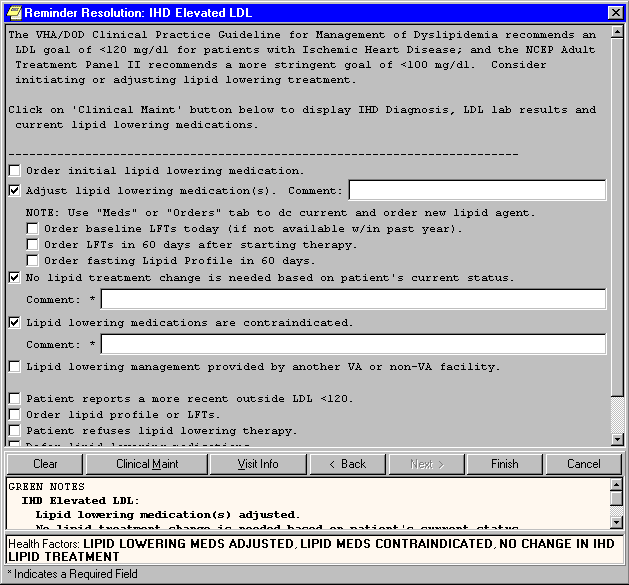 Reminder Resolution: IHD Elevated LDL
The VHA/DOD Clinical Practice Guideline for Management of Dyslipidemia recommends an
LDL goal of <120 mg/dl for patients with Ischemic Heart Disease; and the NCEP Adult
Treatment Panel II recommends a more stringent goal of <100 mg/dl. Consider
initiating or adjusting lipid lowering treatment.
Click on 'Clinical Maint' button below to display IHD Diagnosis, LDL lab results and
current lipid lowering medications.
--------------------------------------------------------------------------
Order initial lipid lowering medication.
Adjust lipid lowering medication(s). Comment:
NOTE: Use "Meds" or "Orders" tab to dc current and order new lipid agent.
Order baseline LFTs today (if not available w/in past year).
Order LFTs in 60 days after starting therapy.
Order fasting Lipid Profile in 60 days.
No lipid treatment change is needed based on patient's current status.
Comment: *
Lipid lowering medications are contraindicated.
Comment: *
Lipid lowering management provided by another VA or non-VA facility.
Patient reports a more recent outside LDL <120.
Order lipid profile or LFTs.
Patient refuses lipid lowering therapy.
Defer lipid lowering medications
Clear Clinical Maint Visit Info < Back Next > Finish Cancel
GREEN NOTES
IHD Elevated LDL:
Lipid lowering medication(s) adjusted.
No lipid treatment change is needed based on patient's current status
Health Factors: LIPID LOWERING MEDS ADJUSTED, LIPID MEDS CONTRAINDICATED, NO CHANGE IN IHD
LIPID TREATMENT
* Indicates a Required Field